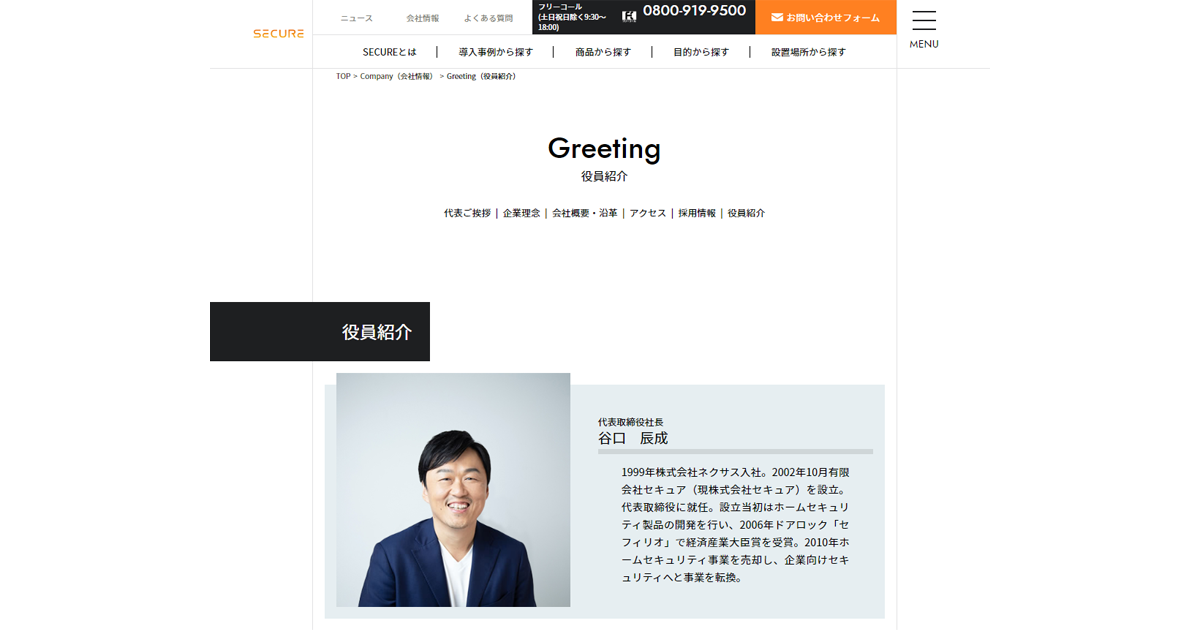 SECURE
ニュース
会社情報
よくある質問
フリーコール
(土日祝日除く9:30～
18:00)
0800-919-9500
お問い合わせフォーム
MENU
SECUREとは
導入事例から探す
商品から探す
目的から探す
設置場所から探す
TOP > Company（会社情報） > Greeting（役員紹介）
Greeting
役員紹介
代表ご挨拶 | 企業理念 | 会社概要・沿革 | アクセス | 採用情報 | 役員紹介
役員紹介
代表取締役社長
谷口　辰成
1999年株式会社ネクサス入社。2002年10月有限
会社セキュア（現株式会社セキュア）を設立。
代表取締役に就任。設立当初はホームセキュリ
ティ製品の開発を行い、2006年ドアロック「セ
フィリオ」で経済産業大臣賞を受賞。2010年ホ
ームセキュリティ事業を売却し、企業向けセキ
ュリティへと事業を転換。